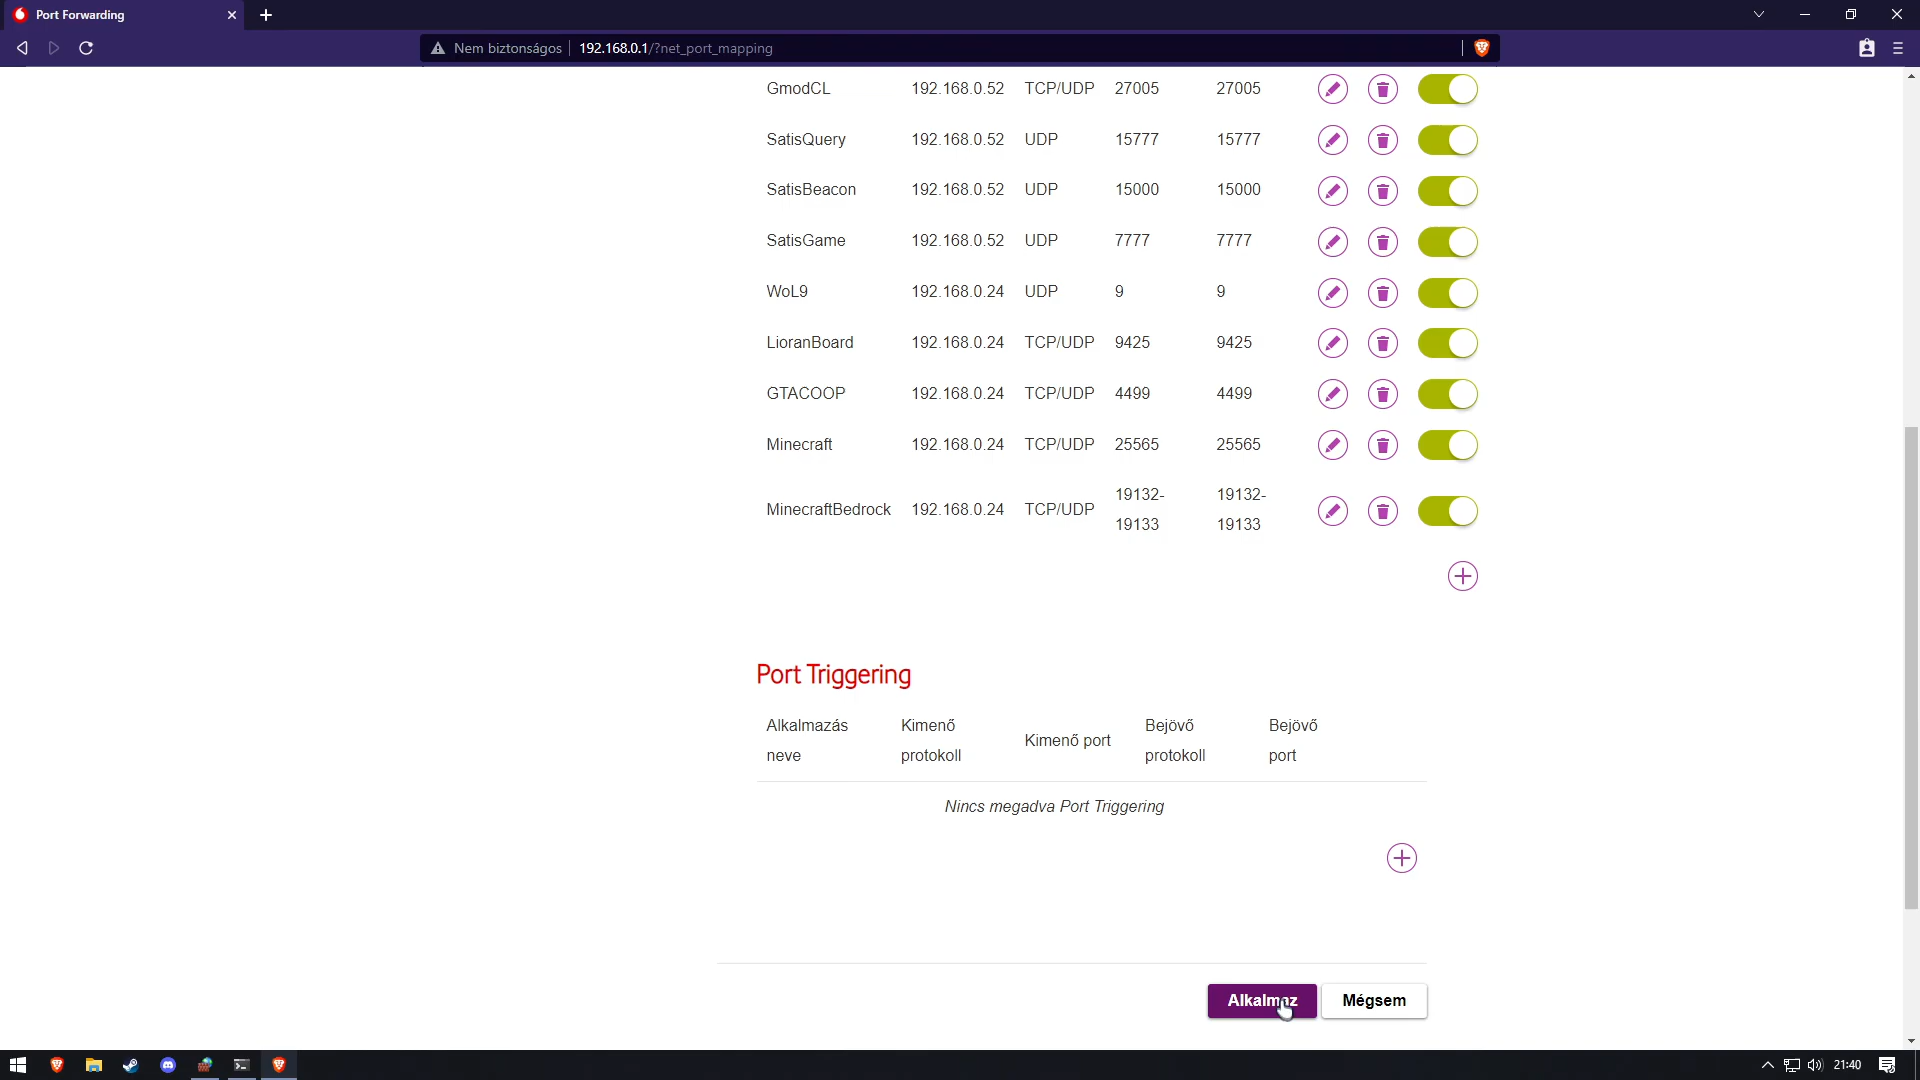 Port Forwarding
Nem biztonságos 192.168.0.1/?net_port_mapping
GmodCL 192.168.0.52 TCP/UDP 27005 27005
SatisQuery 192.168.0.52 UDP 15777 15777
SatisBeacon 192.168.0.52 UDP 15000 15000
SatisGame 192.168.0.52 UDP 7777 7777
WoL9 192.168.0.24 UDP 9 9
LioranBoard 192.168.0.24 TCP/UDP 9425 9425
GTACOOP 192.168.0.24 TCP/UDP 4499 4499
Minecraft 192.168.0.24 TCP/UDP 25565 25565
19132- 19132-
MinecraftBedrock 192.168.0.24 TCP/UDP
19133 19133
Port Triggering
Alkalmazás Kimenő Bejövő Bejövő
Kimenő port
neve protokoll protokoll port
Nincs megadva Port Triggering
Alkalmaz Mégsem
21:40